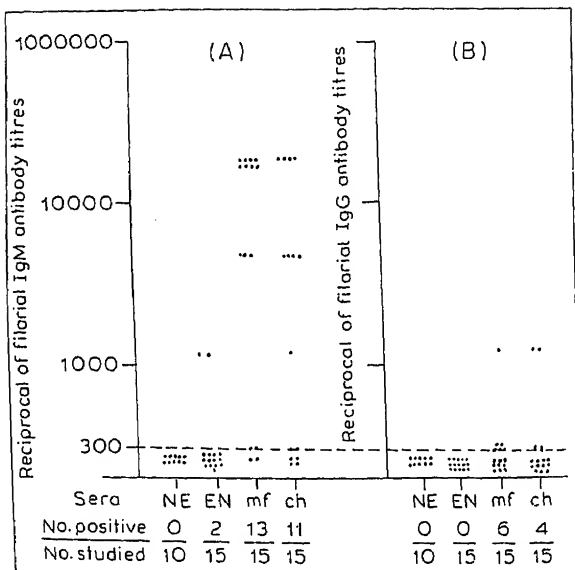 (A) (B)
Reciprocal of filarial IgM antibody titres
1000000
10000
1000
300
Reciprocal of filarial IgG antibody titres
Sera NE EN mf ch NE EN mf ch
No. positive 0 2 13 11 0 0 6 4
No. studied 10 15 15 15 10 15 15 15